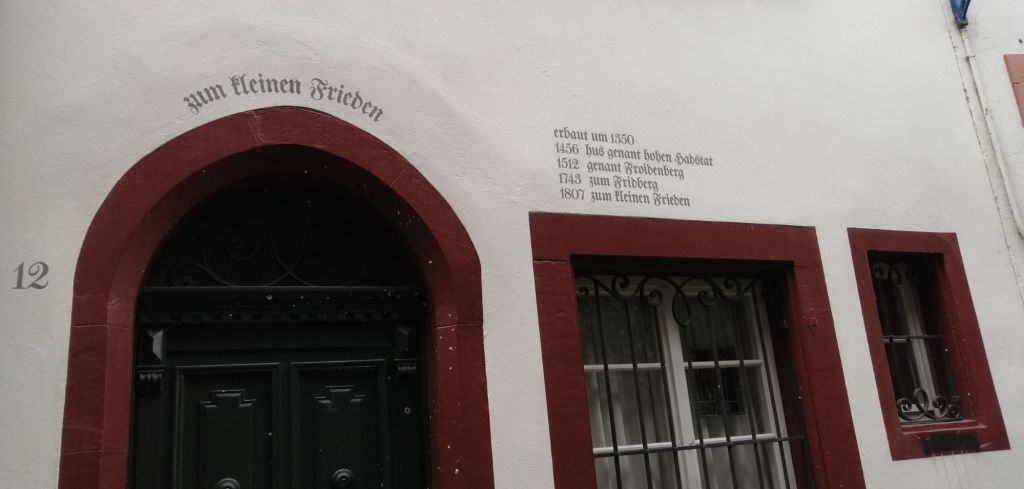 zum kleinen Frieden
erbaut um 1350
1456 hus genant hohen Hadstat
1512 genant Froidenberg
1743 zum Fridberg
1807 zum kleinen Frieden
12